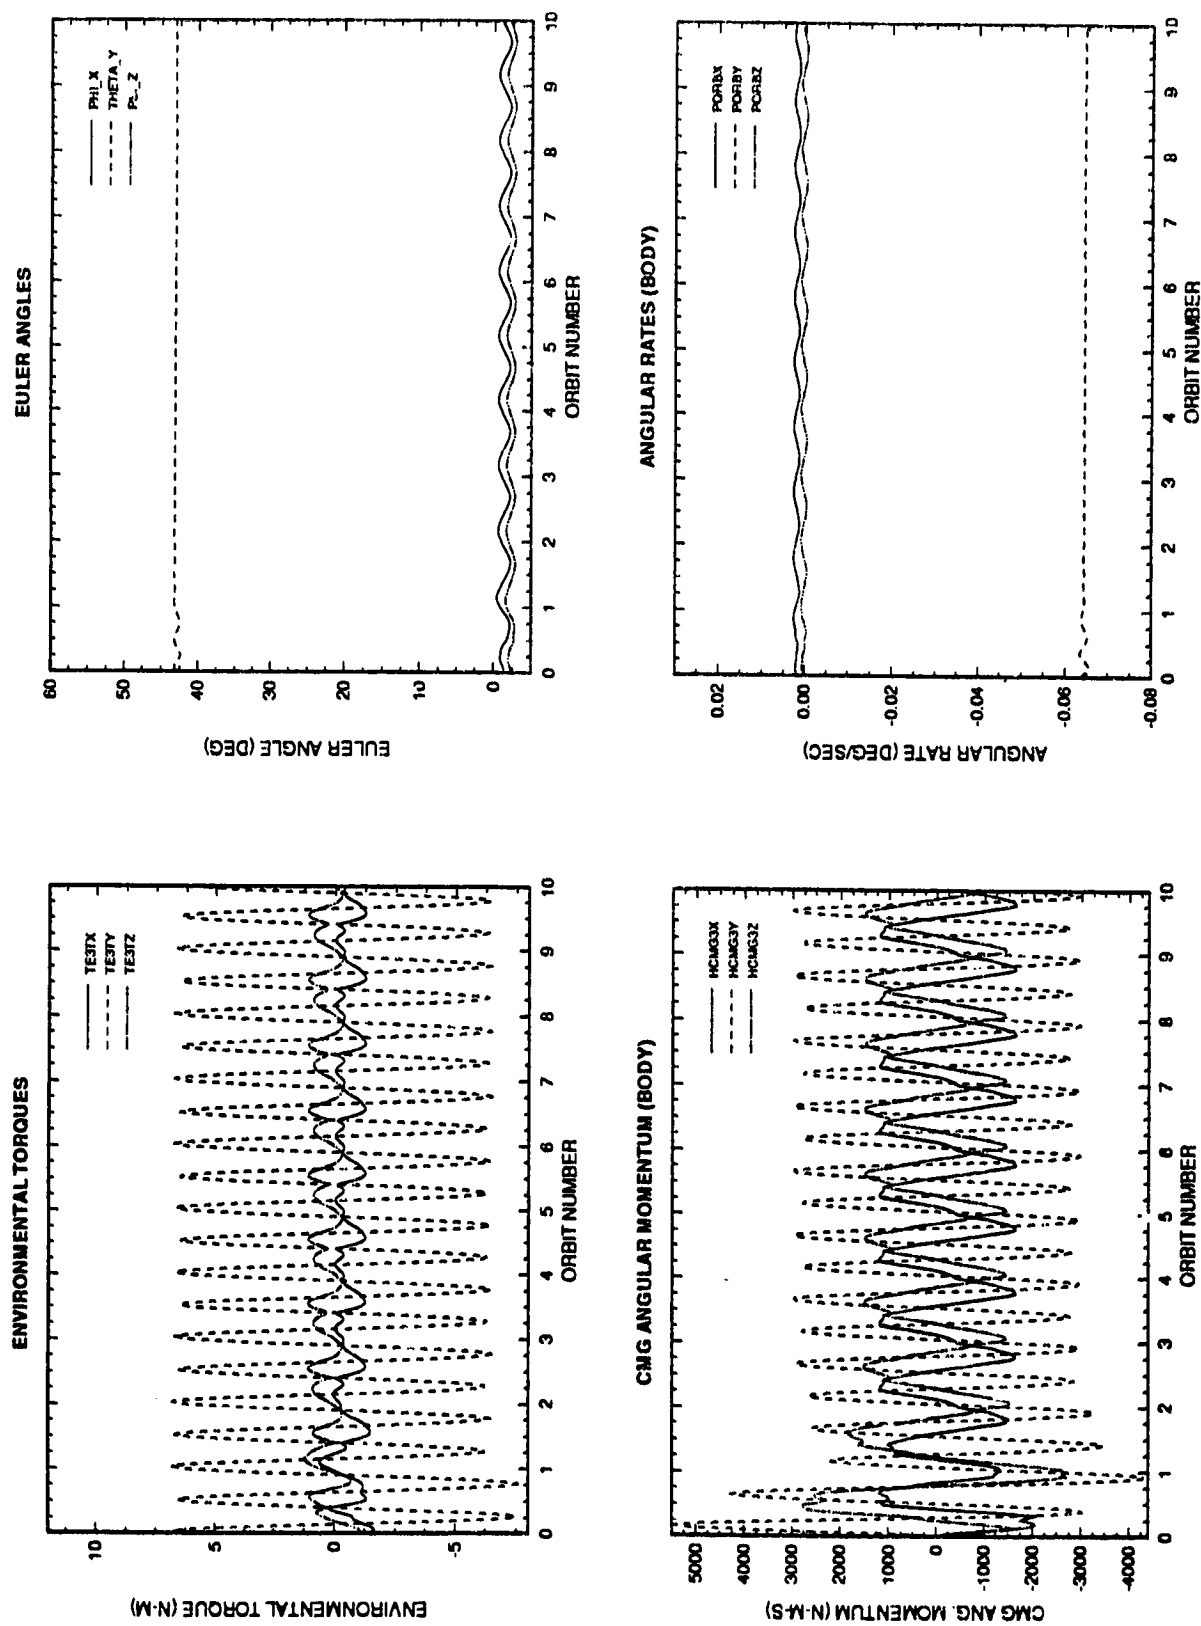 ENVIRONMENTAL TORQUES
TE3TX
TE3TY
TE3TZ
ENVIRONMENTAL TORQUE (N-M)
10
5
0
-5
0 1 2 3 4 5 6 7 8 9 10
ORBIT NUMBER
EULER ANGLES
PHI_X
THETA_Y
EULER ANGLE (DEG)
60
50
40
30
20
10
0
0 1 2 3 4 5 6 7 8 9 10
ORBIT NUMBER
CMG ANGULAR MOMENTUM (BODY)
HCMG3X
HCMG3Y
HCMG3Z
CMG ANG. MOMENTUM (N-M-S)
5000
4000
3000
2000
1000
0
-1000
-2000
-3000
-4000
0 1 2 3 4 5 6 7 8 9 10
ORBIT NUMBER
ANGULAR RATES (BODY)
PORBX
PORBY
PORBZ
ANGULAR RATE (DEG/SEC)
0.02
0.00
-0.02
-0.04
-0.06
-0.08
0 1 2 3 4 5 6 7 8 9 10
ORBIT NUMBER